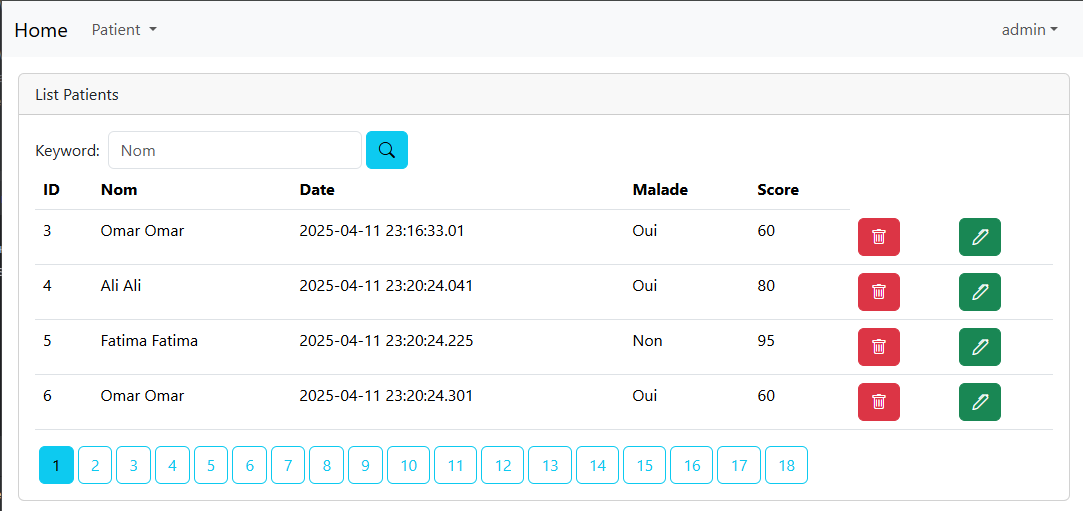 Home Patient admin
List Patients
Keyword: Nom
ID Nom Date Malade Score
3 Omar Omar 2025-04-11 23:16:33.01 Oui 60
4 Ali Ali 2025-04-11 23:20:24.041 Oui 80
5 Fatima Fatima 2025-04-11 23:20:24.225 Non 95
6 Omar Omar 2025-04-11 23:20:24.301 Oui 60
1 2 3 4 5 6 7 8 9 10 11 12 13 14 15 16 17 18